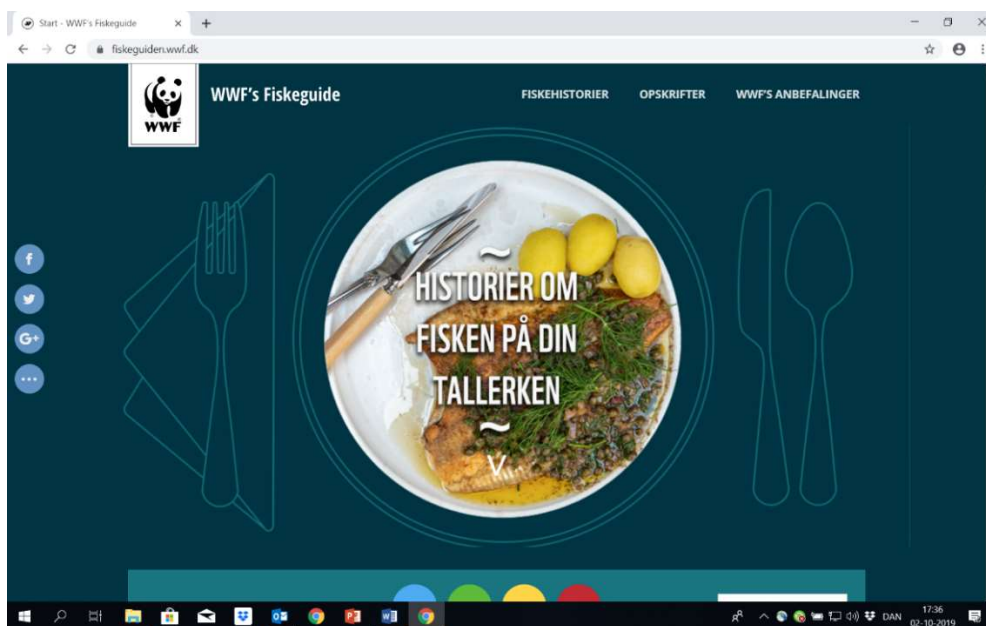 Start - WWF's Fiskeguide
fiskeguiden.wwf.dk
WWF
WWF's Fiskeguide
FISKEHISTORIER
OPSKRIFTER
WWF'S ANBEFALINGER
f
G+
HISTORIER OM
FISKEN PÅ DIN
TALLERKEN
DAN
17:36
02-10-2019